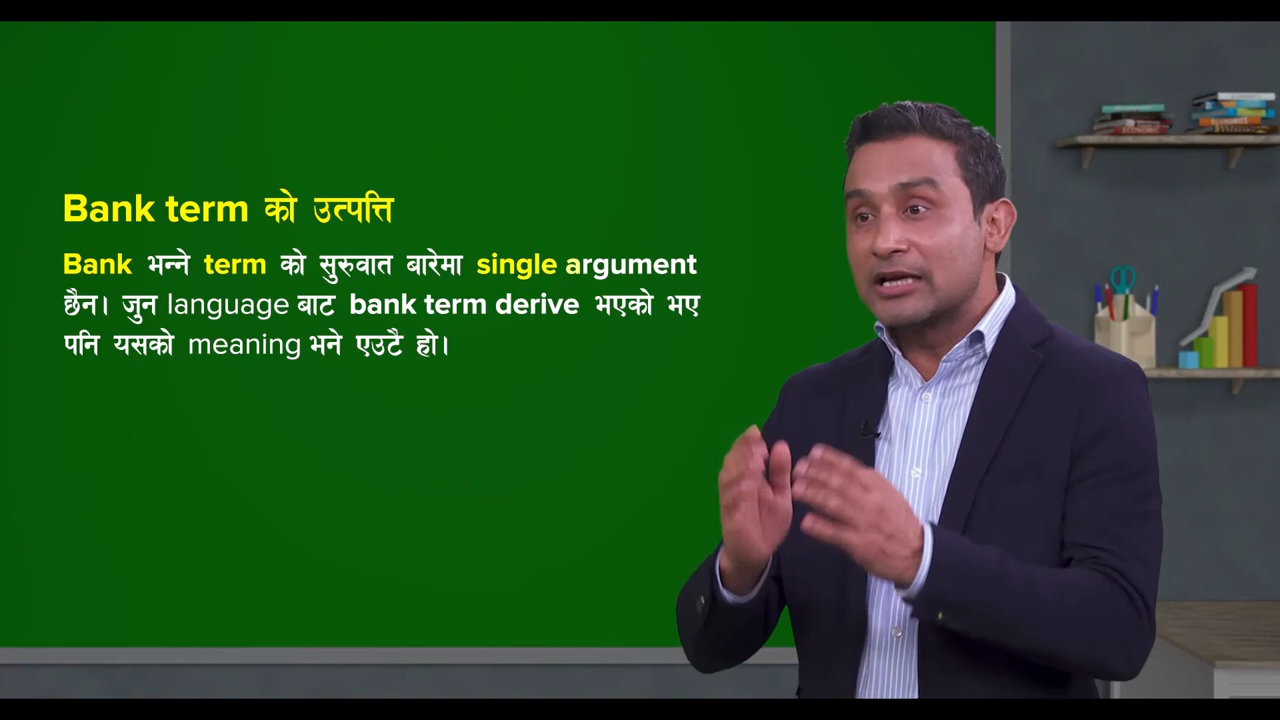 Bank term को उत्पत्ति
Bank भन्ने term को सुरुवात बारेमा single argument
छैन। जुन language बाट bank term derive भएको भए
पनि यसको meaning भने एउटै हो।
ECONOMIC